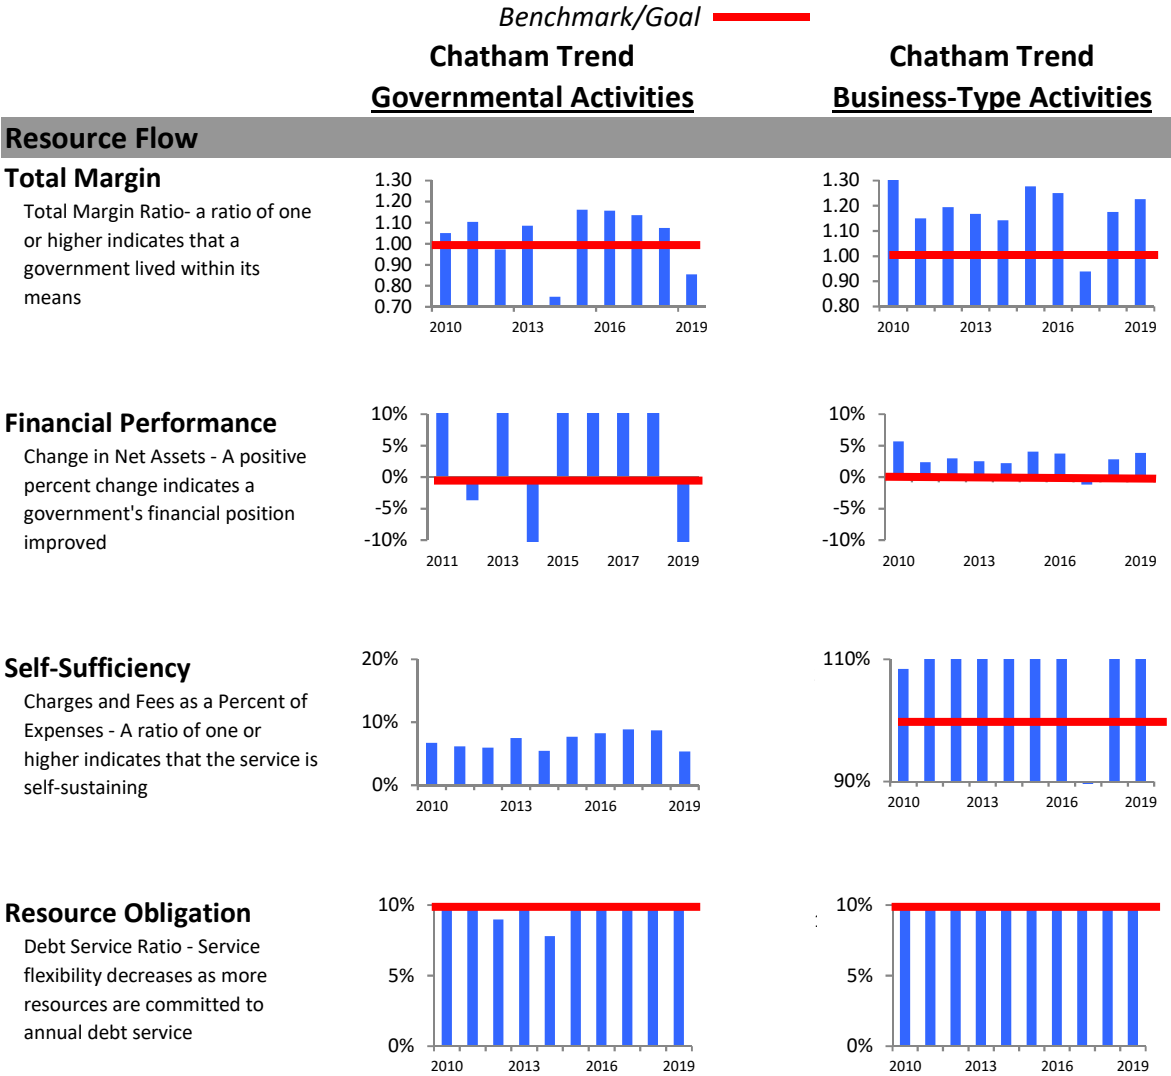 Benchmark/Goal
Chatham Trend
Governmental Activities
Chatham Trend
Business-Type Activities
Resource Flow
Total Margin
Total Margin Ratio- a ratio of one
or higher indicates that a
government lived within its
means
1.30
1.20
1.10
1.00
0.90
0.80
0.70
2010 2013 2016 2019
1.30
1.20
1.10
1.00
0.90
0.80
2010 2013 2016 2019
Financial Performance
Change in Net Assets - A positive
percent change indicates a
government's financial position
improved
10%
5%
0%
-5%
-10%
2011 2013 2015 2017 2019
10%
5%
0%
-5%
-10%
2010 2013 2016 2019
Self-Sufficiency
Charges and Fees as a Percent of
Expenses - A ratio of one or
higher indicates that the service is
self-sustaining
20%
10%
0%
2010 2013 2016 2019
110%
90%
2010 2013 2016 2019
Resource Obligation
Debt Service Ratio - Service
flexibility decreases as more
resources are committed to
annual debt service
10%
5%
0%
2010 2013 2016 2019
10%
5%
0%
2010 2013 2016 2019